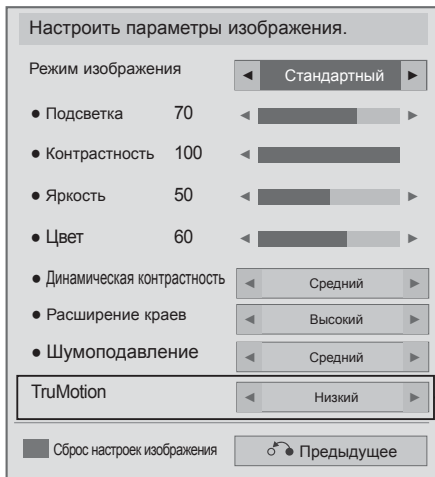 Настроить параметры изображения.
Режим изображения ◄ Стандартный ►
● Подсветка 70 ◄ ►
● Контрастность 100 ◄
● Яркость 50 ◄ ►
● Цвет 60 ◄ ►
● Динамическая контрастность ◄ Средний ►
● Расширение краев ◄ Высокий ►
● Шумоподавление ◄ Средний ►
TruMotion ◄ Низкий ►
Сброс настроек изображения Предыдущее